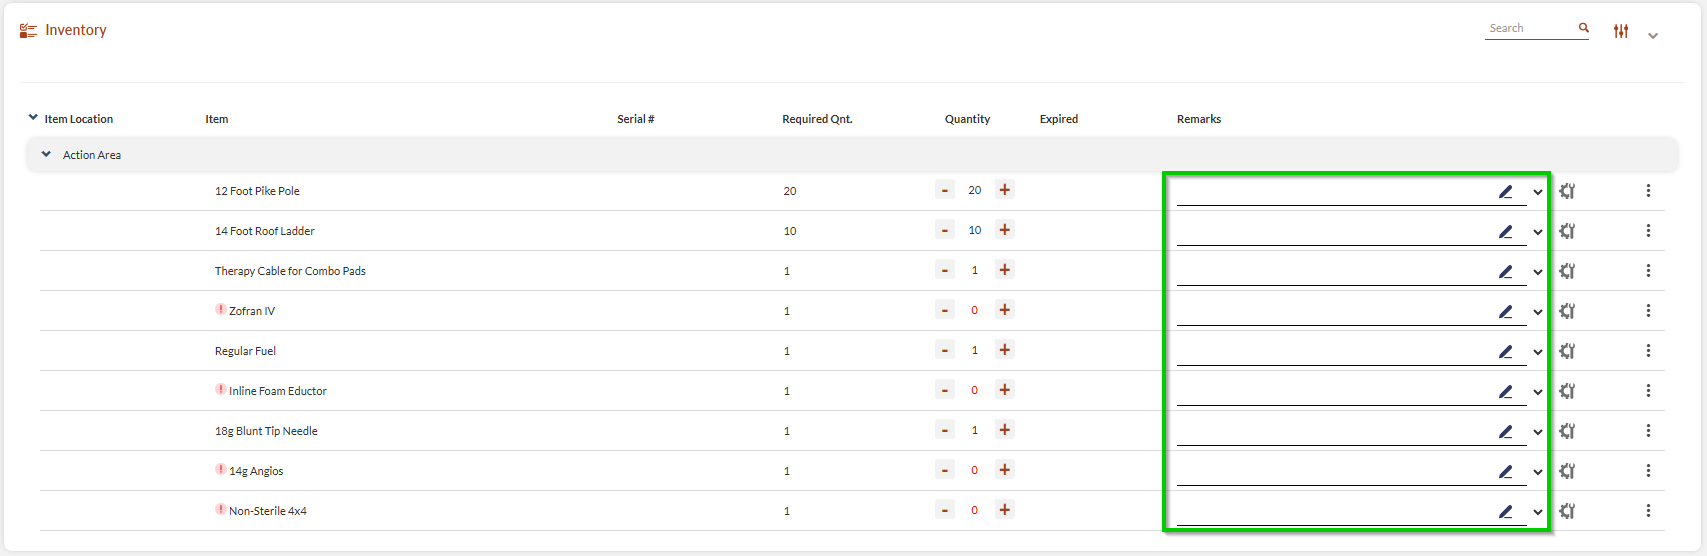 Inventory
Search
Item Location Item Serial # Required Qnt. Quantity Expired Remarks
Action Area
12 Foot Pike Pole 20 - 20 +
14 Foot Roof Ladder 10 - 10 +
Therapy Cable for Combo Pads 1 - 1 +
! Zofran IV 1 - 0 +
Regular Fuel 1 - 1 +
! Inline Foam Eductor 1 - 0 +
18g Blunt Tip Needle 1 - 1 +
! 14g Angios 1 - 0 +
! Non-Sterile 4x4 1 - 0 +